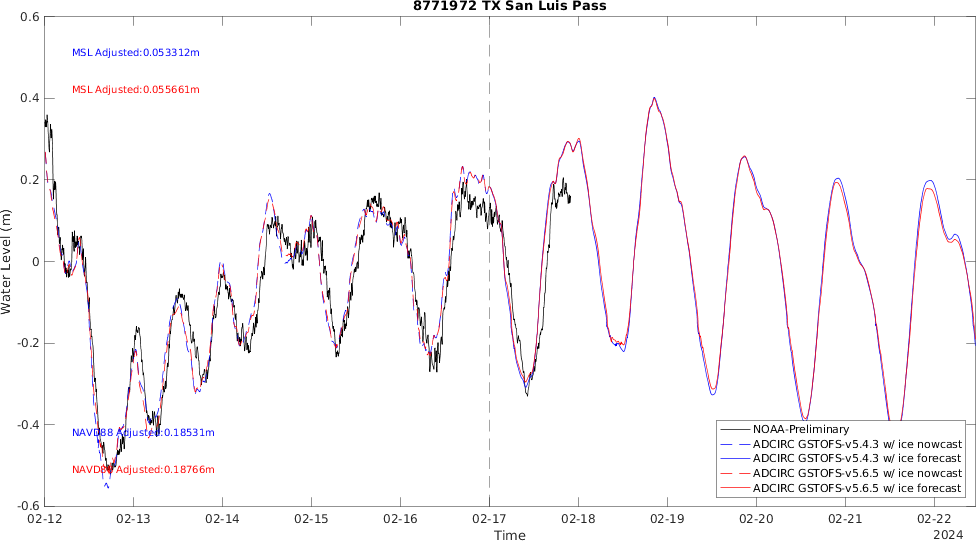 8771972 TX San Luis Pass
0.6
MSL Adjusted:0.053312m
MSL Adjusted:0.055661m
0.4
0.2
0
-0.2
-0.4
-0.6
Water Level (m)
NAVD88 Adjusted:0.18531m
NAVD88 Adjusted:0.18766m
NOAA-Preliminary
ADCIRC GSTOFS-v5.4.3 w/ ice nowcast
ADCIRC GSTOFS-v5.4.3 w/ ice forecast
ADCIRC GSTOFS-v5.6.5 w/ ice nowcast
ADCIRC GSTOFS-v5.6.5 w/ ice forecast
02-12 02-13 02-14 02-15 02-16 02-17 02-18 02-19 02-20 02-21 02-22
Time
2024